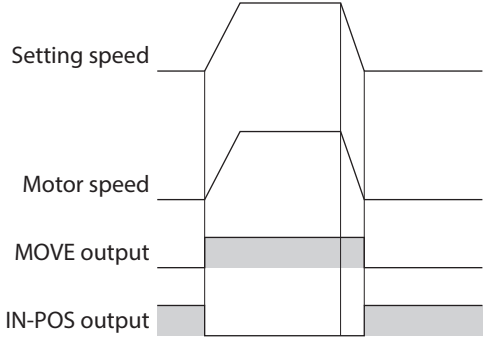 Setting speed
Motor speed
MOVE output
IN-POS output